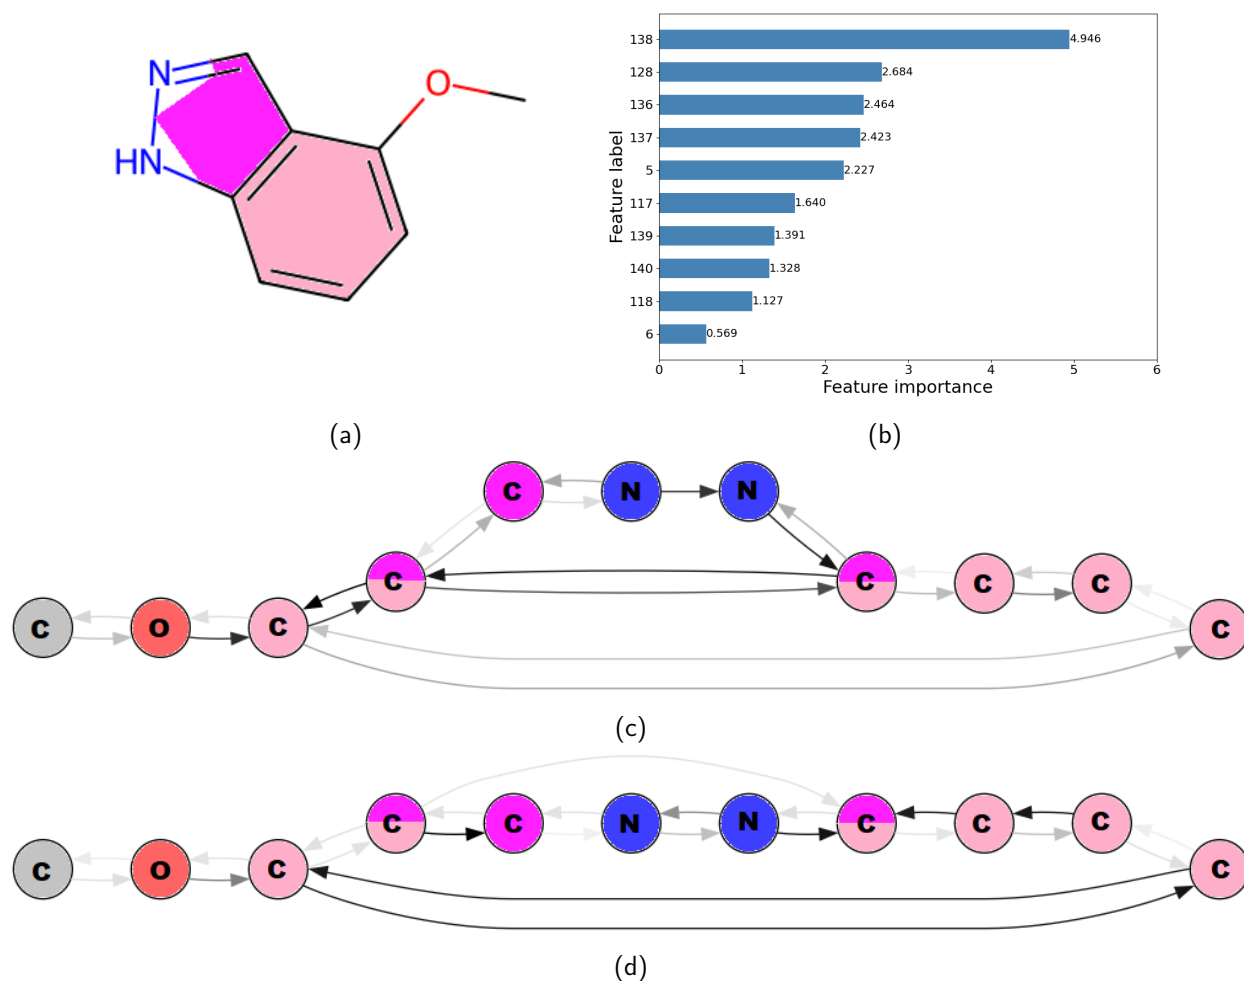 N
HN
O
Feature label
138 4.946
128 2.684
136 2.464
137 2.423
5 2.227
117 1.640
139 1.391
140 1.328
118 1.127
6 0.569
0 1 2 3 4 5 6
Feature importance
(a) (b)
C N N
C C C C
C O C C
(c)
C C N N C C C
C O C C
(d)